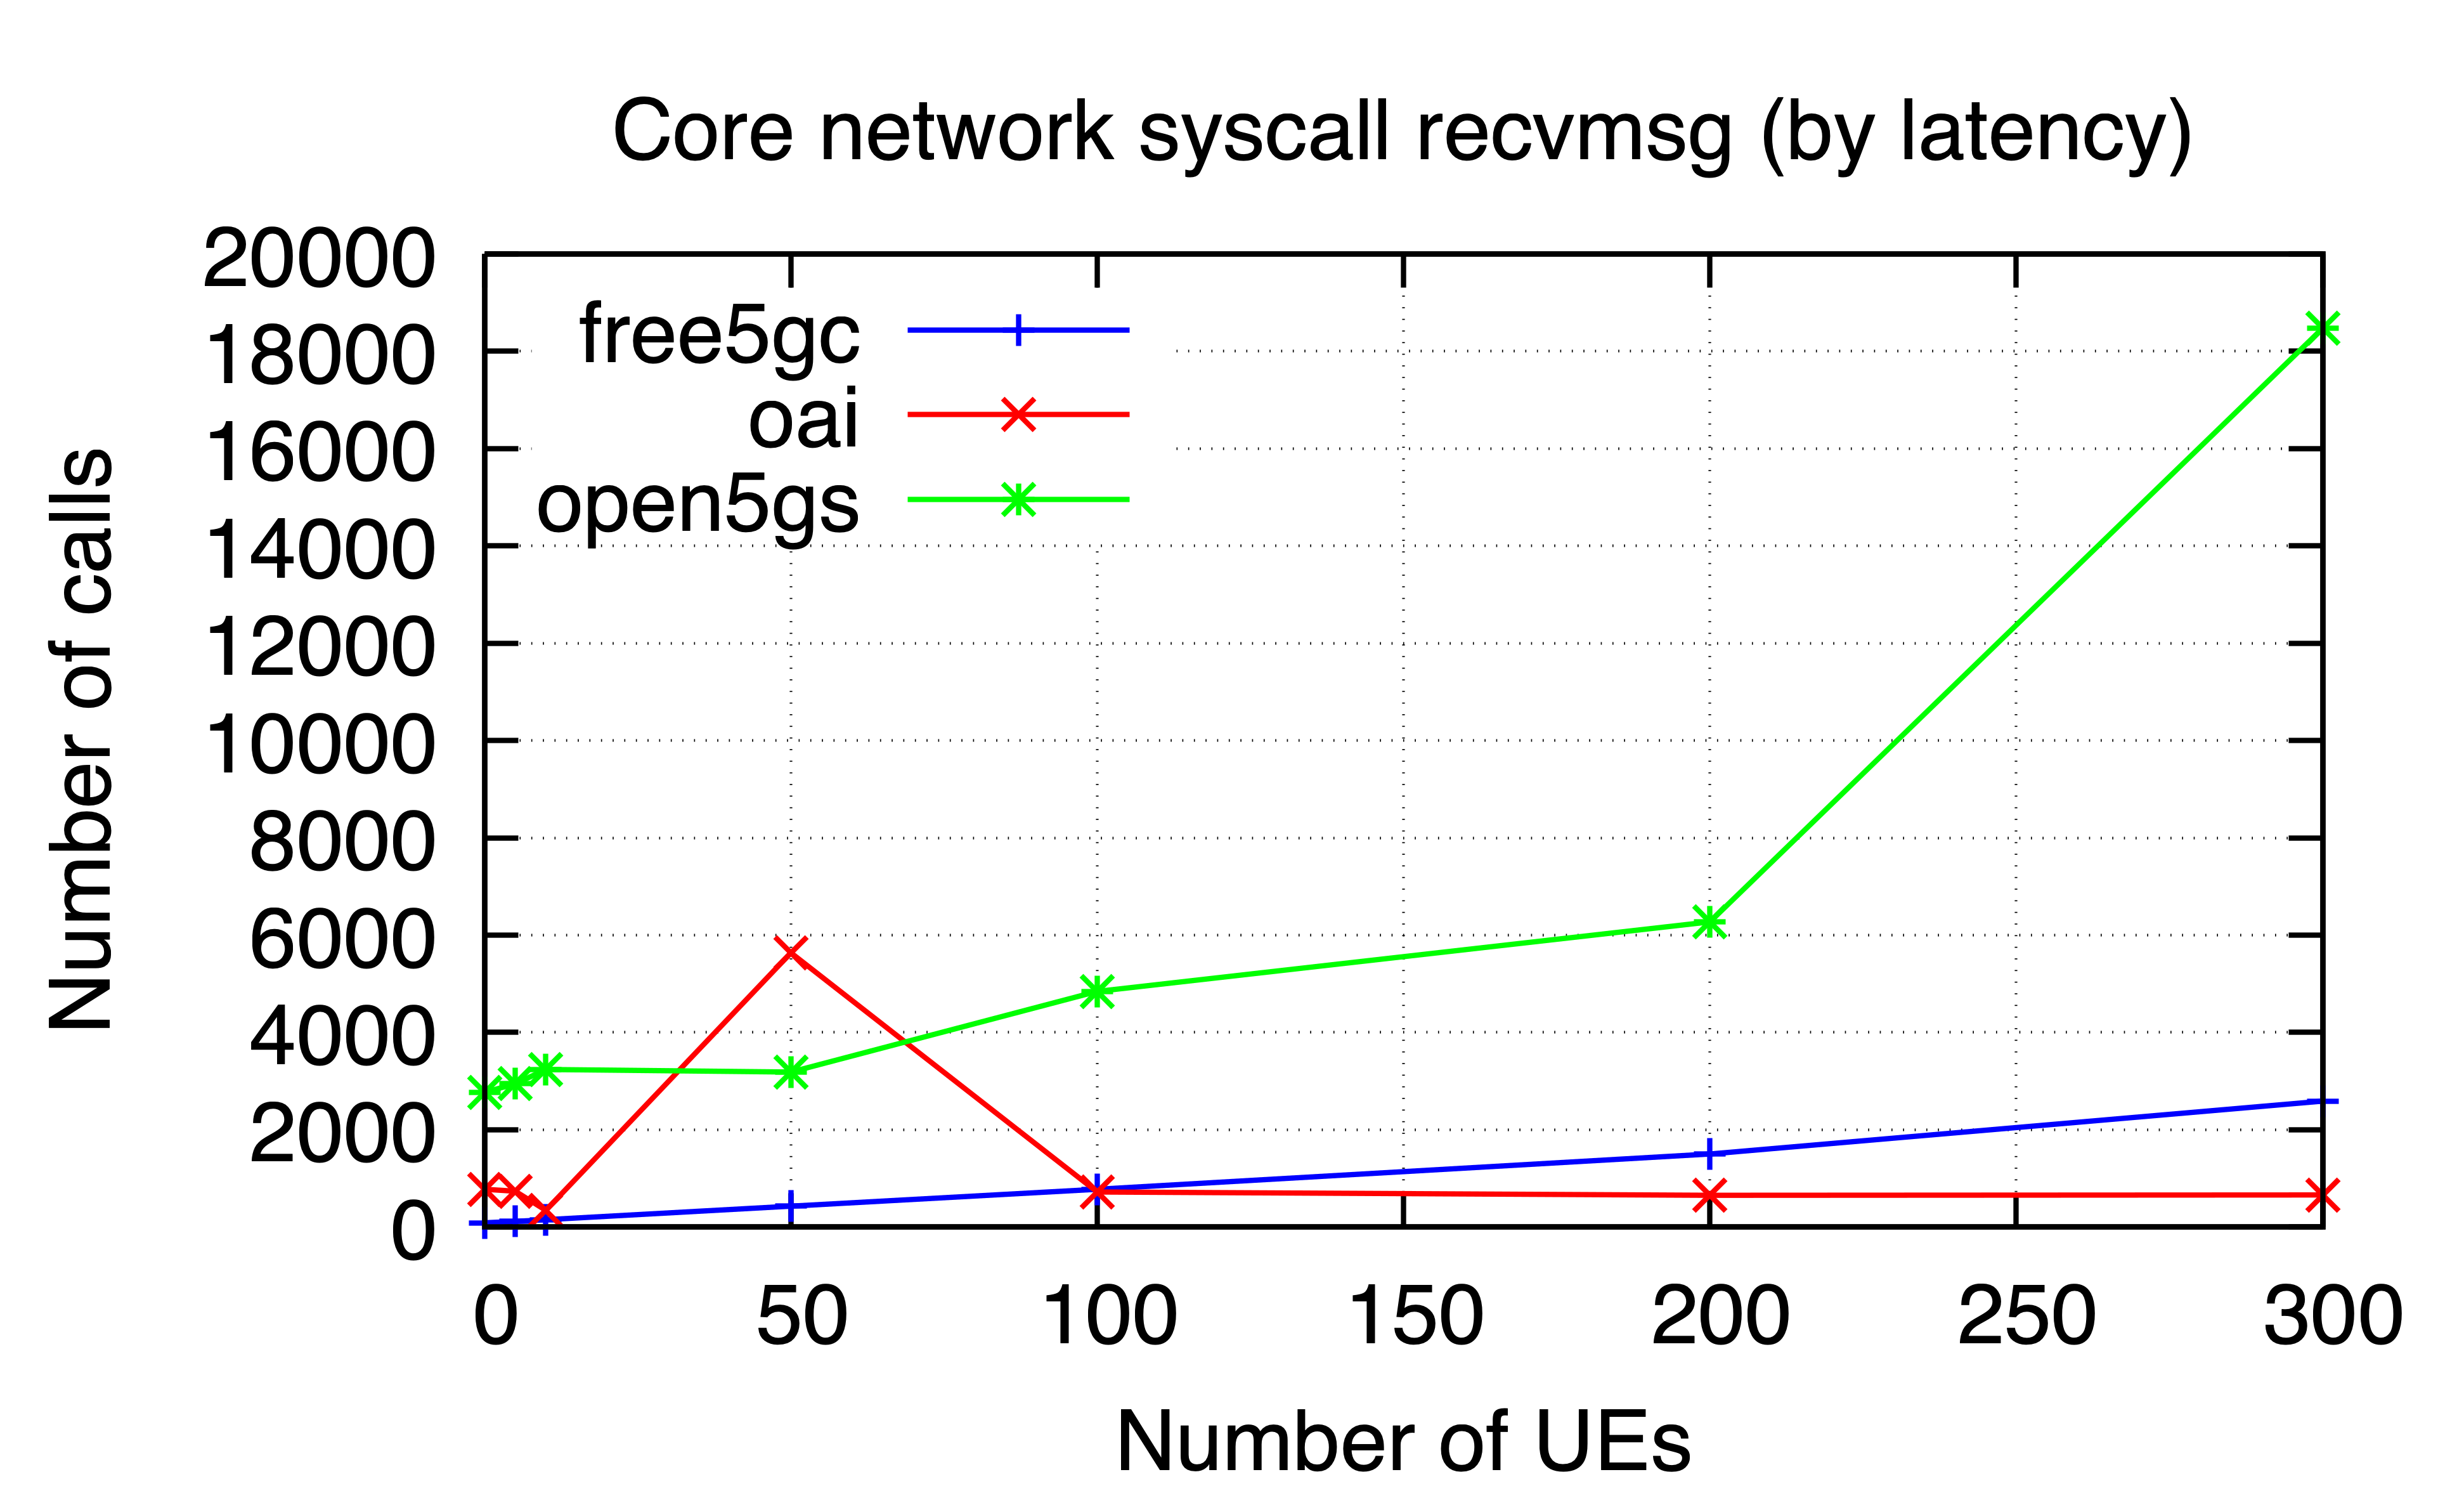 Core network syscall recvmsg (by latency)
20000
18000
16000
14000
12000
10000
8000
6000
4000
2000
0
Number of calls
free5gc
oai
open5gs
0 50 100 150 200 250 300
Number of UEs